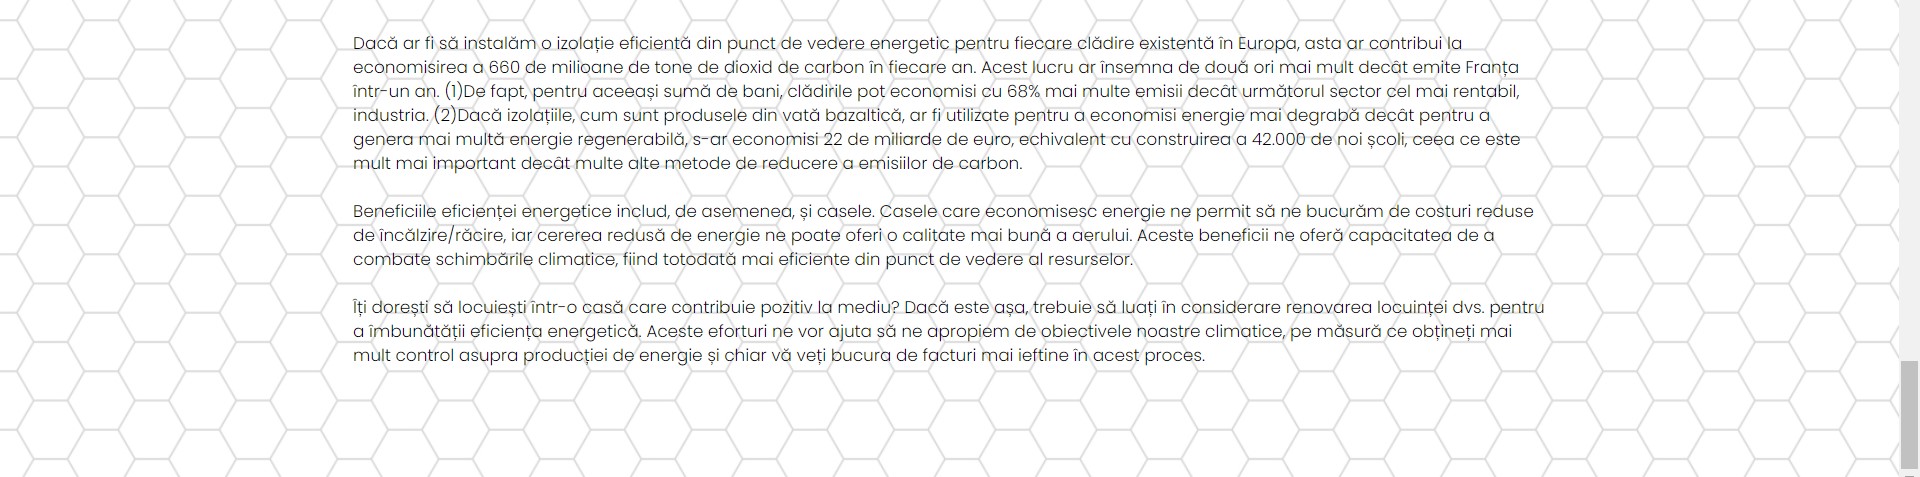 Dacă ar fi să instalăm o izolație eficientă din punct de vedere energetic pentru fiecare clădire existentă în Europa, asta ar contribui la
economisirea a 660 de milioane de tone de dioxid de carbon în fiecare an. Acest lucru ar însemna de două ori mai mult decât emite Franța
într-un an. (1)De fapt, pentru aceeași sumă de bani, clădirile pot economisi cu 68% mai multe emisii decât următorul sector cel mai rentabil,
industria. (2)Dacă izolațiile, cum sunt produsele din vată bazaltică, ar fi utilizate pentru a economisi energie mai degrabă decât pentru a
genera mai multă energie regenerabilă, s-ar economisi 22 de miliarde de euro, echivalent cu construirea a 42.000 de noi școli, ceea ce este
mult mai important decât multe alte metode de reducere a emisiilor de carbon.
Beneficiile eficienței energetice includ, de asemenea, și casele. Casele care economisesc energie ne permit să ne bucurăm de costuri reduse
de încălzire/răcire, iar cererea redusă de energie ne poate oferi o calitate mai bună a aerului. Aceste beneficii ne oferă capacitatea de a
combate schimbările climatice, fiind totodată mai eficiente din punct de vedere al resurselor.
Îți dorești să locuiești într-o casă care contribuie pozitiv la mediu? Dacă este așa, trebuie să luați în considerare renovarea locuinței dvs. pentru
a îmbunătății eficiența energetică. Aceste eforturi ne vor ajuta să ne apropiem de obiectivele noastre climatice, pe măsură ce obțineți mai
mult control asupra producției de energie și chiar vă veți bucura de facturi mai ieftine în acest proces.